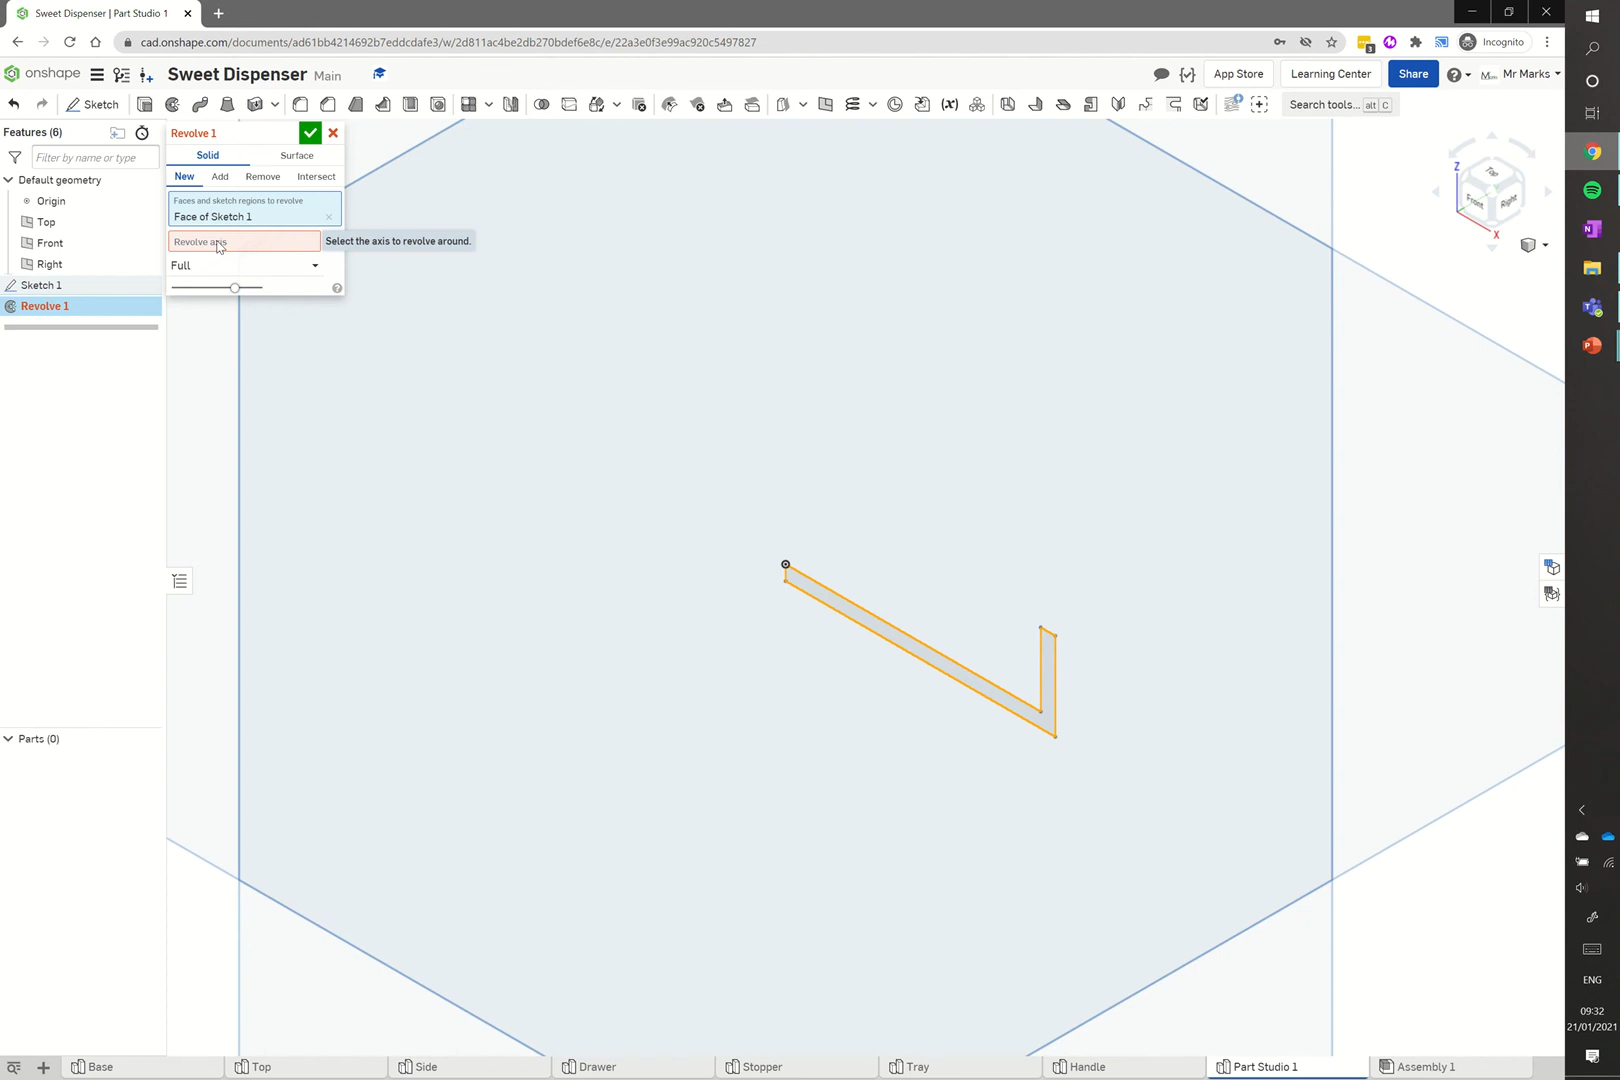 Sweet Dispenser | Part Studio 1
cad.onshape.com/documents/ad61bb4214692b7eddcdafe3/w/2d811ac4be2db270bdef6e8c/e/22a3e0f3e99ac920c5497827
3
Incognito
onshape
Sweet Dispenser Main
App Store
Learning Center
Share
Mr Marks
Sketch
Search tools... alt C
Features (6)
Filter by name or type
Default geometry
Origin
Top
Front
Right
Sketch 1
Revolve 1
Revolve 1
Solid
Surface
New
Add
Remove
Intersect
Faces and sketch regions to revolve
Face of Sketch 1
Revolve axis
Select the axis to revolve around.
Full
Z
Top
Front
Right
X
Parts (0)
Base
Top
Side
Drawer
Stopper
Tray
Handle
Part Studio 1
Assembly 1
ENG
09:32
21/01/2021